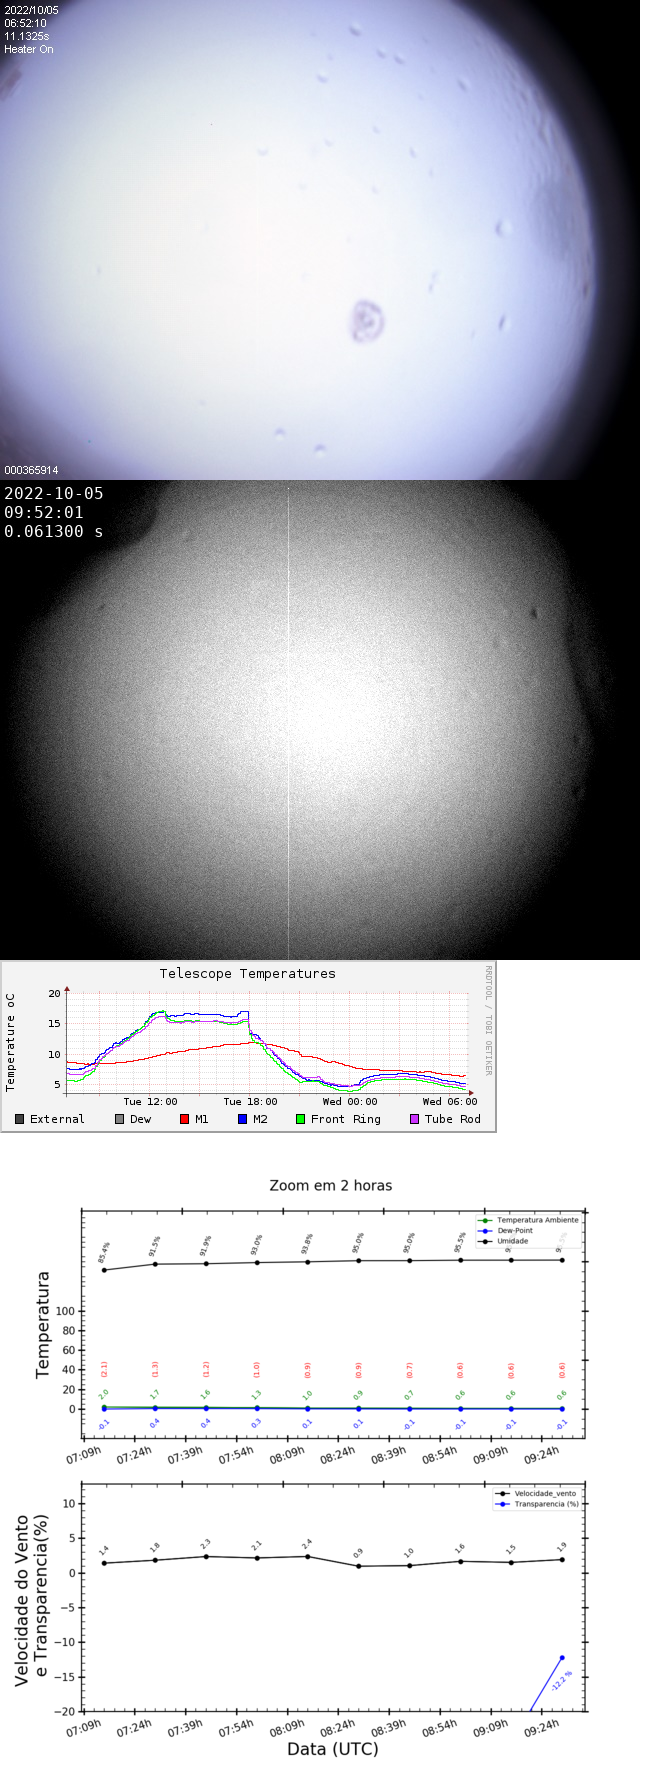 2022/10/05
06:52:10
11.1325s
Heater On
000365914
2022-10-05
09:52:01
0.061300 s
Telescope Temperatures
RRDTOOL / TOBI OETIKER
Temperature oC
20
15
10
5
Tue 12:00 Tue 18:00 Wed 00:00 Wed 06:00
External Dew M1 M2 Front Ring Tube Rod
Zoom em 2 horas
Temperatura Ambiente
Dew-Point
Umidade
85.4% 91.5% 91.9% 93.0% 93.8% 95.0% 95.0% 95.5%
Temperatura
100
80
60
40
20
0
(2.1) (1.3) (1.2) (1.0) (0.9) (0.9) (0.7) (0.6) (0.6) (0.6)
2.0 1.7 1.6 1.3 1.0 0.9 0.7 0.6 0.6 0.6
-0.1 0.4 0.4 0.3 0.1 0.1 -0.1 -0.1 -0.1 -0.1
07:09h 07:24h 07:39h 07:54h 08:09h 08:24h 08:39h 08:54h 09:09h 09:24h
Velocidade_vento
Transparencia (%)
Velocidade do Vento
e Transparencia(%)
10
5
0
−5
−10
−15
−20
1.4 1.8 2.3 2.1 2.4 0.9 1.0 1.6 1.5 1.9
-12.2 %
07:09h 07:24h 07:39h 07:54h 08:09h 08:24h 08:39h 08:54h 09:09h 09:24h
Data (UTC)